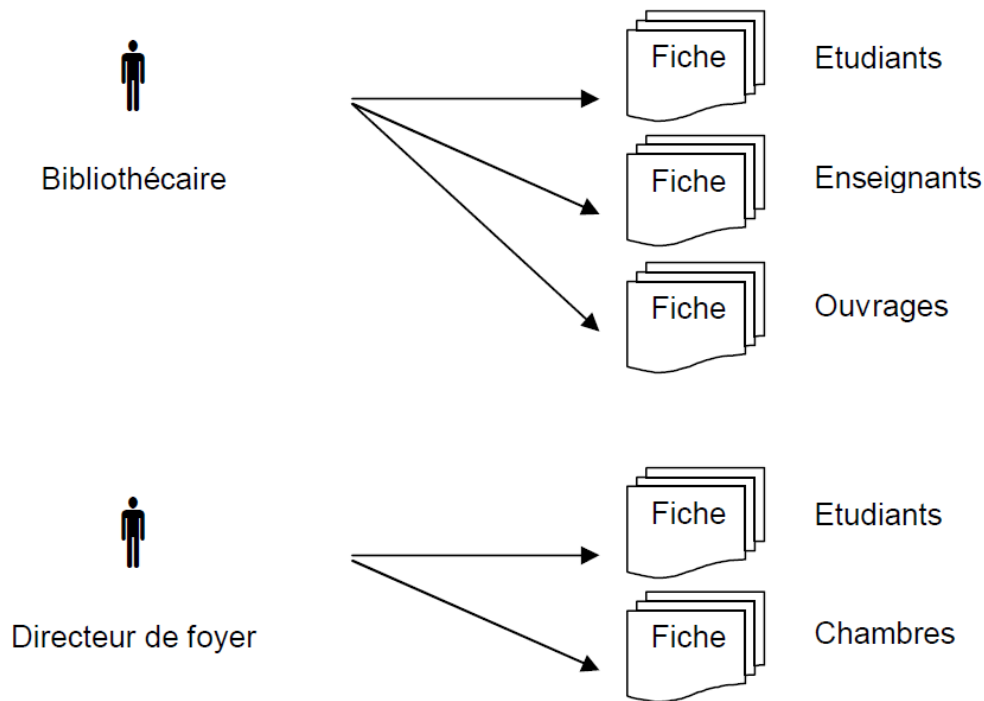 Fiche
Etudiants
Bibliothécaire
Fiche
Enseignants
Fiche
Ouvrages
Fiche
Etudiants
Directeur de foyer
Fiche
Chambres